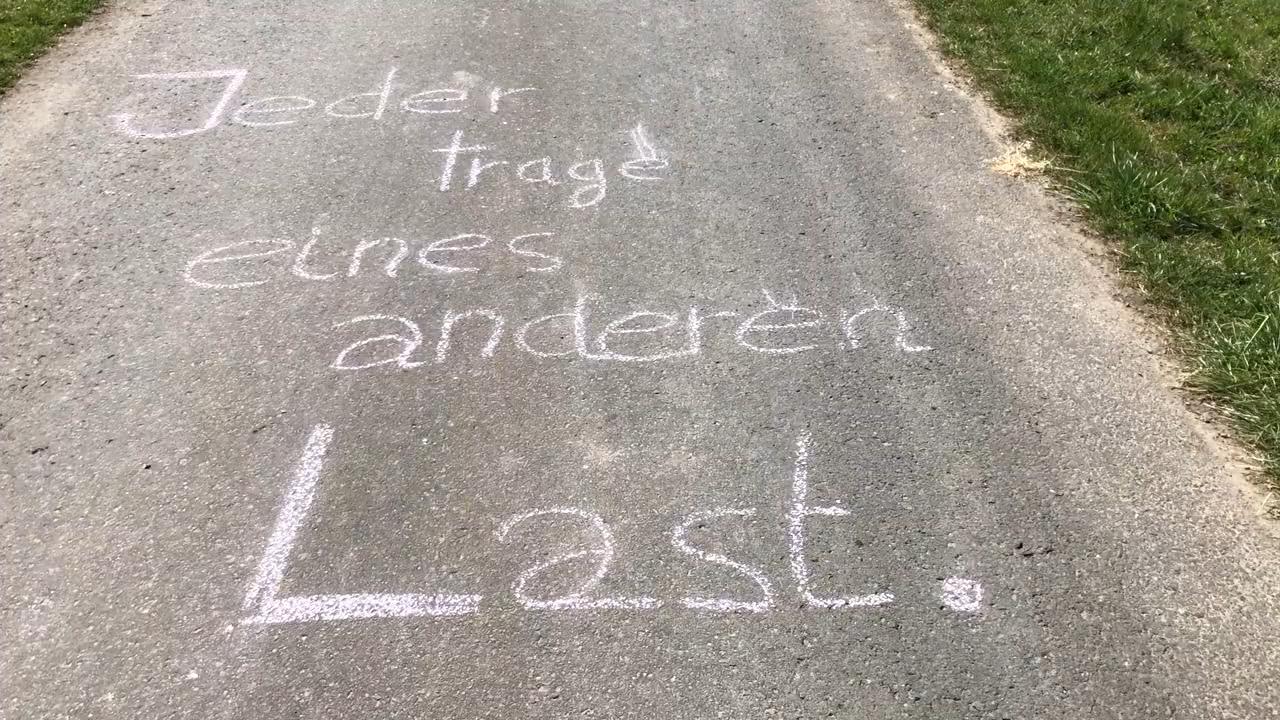 Jeder
trage
eines
anderen
Last.